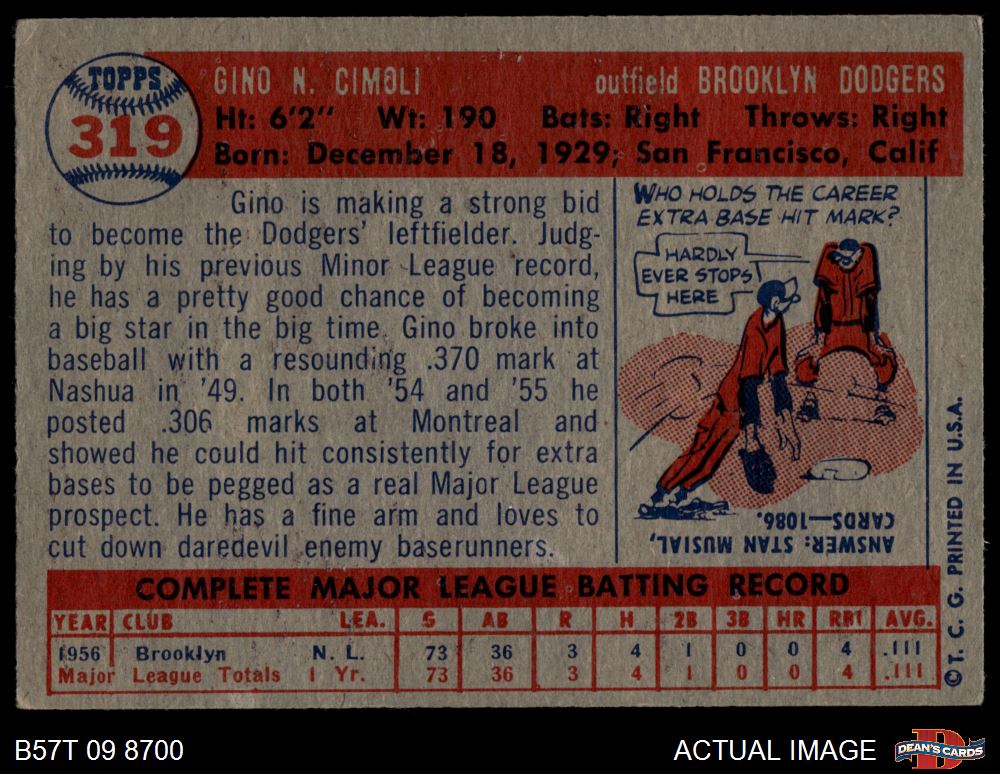 TOPPS
319
GINO N. CIMOLI outfield BROOKLYN DODGERS
Ht: 6'2" Wt: 190 Bats: Right Throws: Right
Born: December 18, 1929; San Francisco, Calif
Gino is making a strong bid
to become the Dodgers' leftfielder. Judg-
ing by his previous Minor League record,
he has a pretty good chance of becoming
a big star in the big time. Gino broke into
baseball with a resounding .370 mark at
Nashua in '49. In both '54 and '55 he
posted .306 marks at Montreal and
showed he could hit consistently for extra
bases to be pegged as a real Major League
prospect. He has a fine arm and loves to
cut down daredevil enemy baserunners.
WHO HOLDS THE CAREER
EXTRA BASE HIT MARK?
HARDLY
EVER STOPS
HERE
ANSWER: STAN MUSIAL,
CARDS—1086.
COMPLETE MAJOR LEAGUE BATTING RECORD
YEAR CLUB LEA. G AB R H 2B 3B HR RBI AVG.
1956 Brooklyn N. L. 73 36 3 4 1 0 0 4 .111
Major League Totals 1 Yr. 73 36 3 4 1 0 0 4 .111
© T. C. G. PRINTED IN U.S.A.
B57T 09 8700
ACTUAL IMAGE
D
DEAN'S CARDS